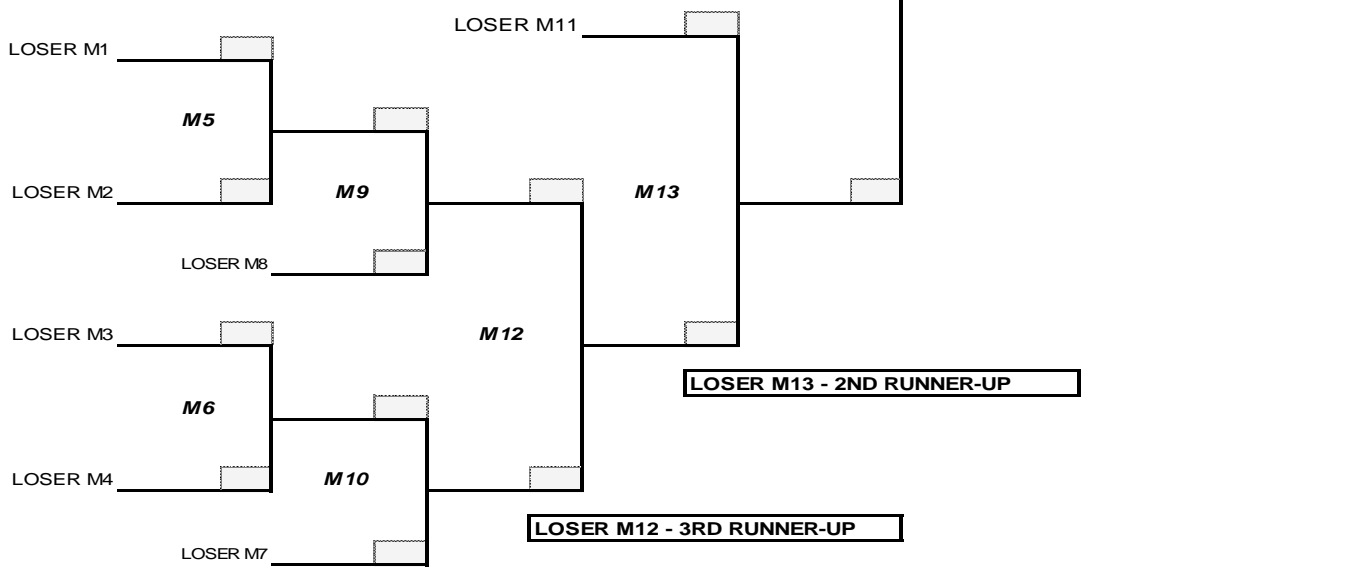 LOSER M11
LOSER M1
M5
LOSER M2
M9
M13
LOSER M8
LOSER M3
M12
LOSER M13 - 2ND RUNNER-UP
M6
LOSER M4
M10
LOSER M12 - 3RD RUNNER-UP
LOSER M7